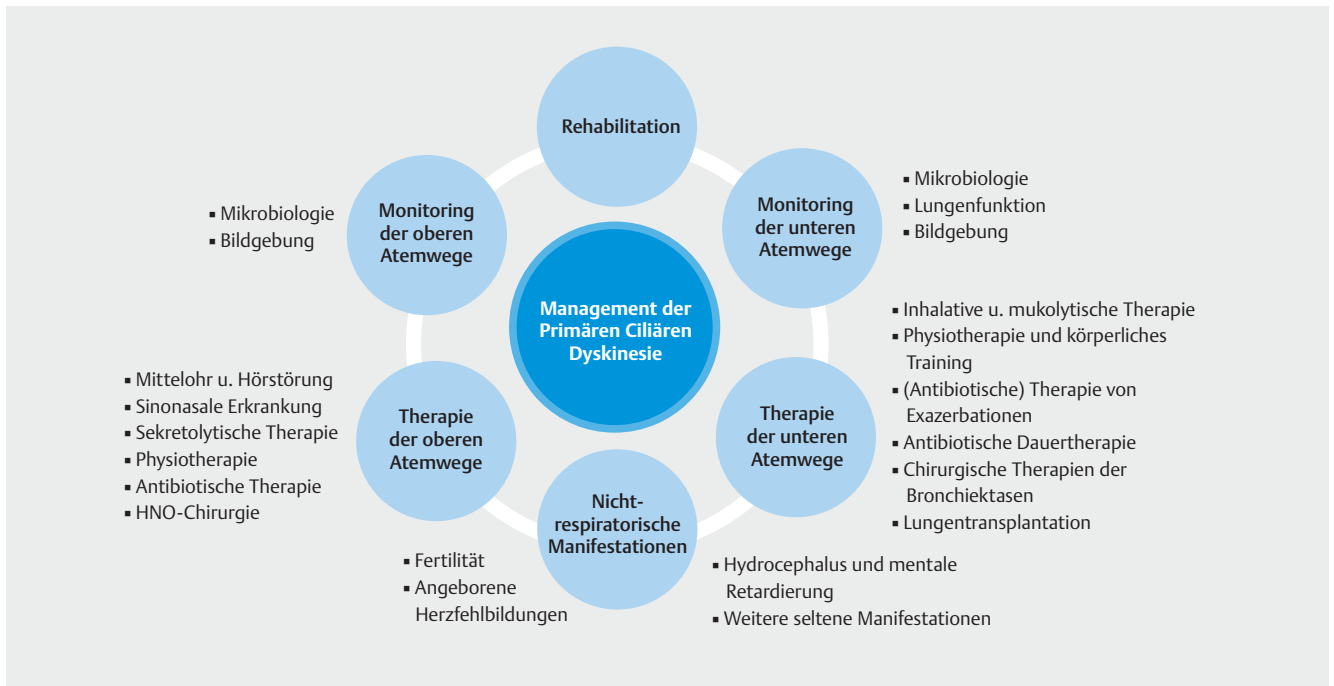 Rehabilitation
Monitoring
der oberen
Atemwege
▪ Mikrobiologie
▪ Bildgebung
Monitoring
der unteren
Atemwege
▪ Mikrobiologie
▪ Lungenfunktion
▪ Bildgebung
Management der
Primären Ciliären
Dyskinesie
Therapie
der oberen
Atemwege
▪ Mittelohr u. Hörstörung
▪ Sinonasale Erkrankung
▪ Sekretolytische Therapie
▪ Physiotherapie
▪ Antibiotische Therapie
▪ HNO-Chirurgie
Therapie
der unteren
Atemwege
▪ Inhalative u. mukolytische Therapie
▪ Physiotherapie und körperliches
Training
▪ (Antibiotische) Therapie von
Exazerbationen
▪ Antibiotische Dauertherapie
▪ Chirurgische Therapien der
Bronchiektasen
▪ Lungentransplantation
Nicht-
respiratorische
Manifestationen
▪ Fertilität
▪ Angeborene
Herzfehlbildungen
▪ Hydrocephalus und mentale
Retardierung
▪ Weitere seltene Manifestationen